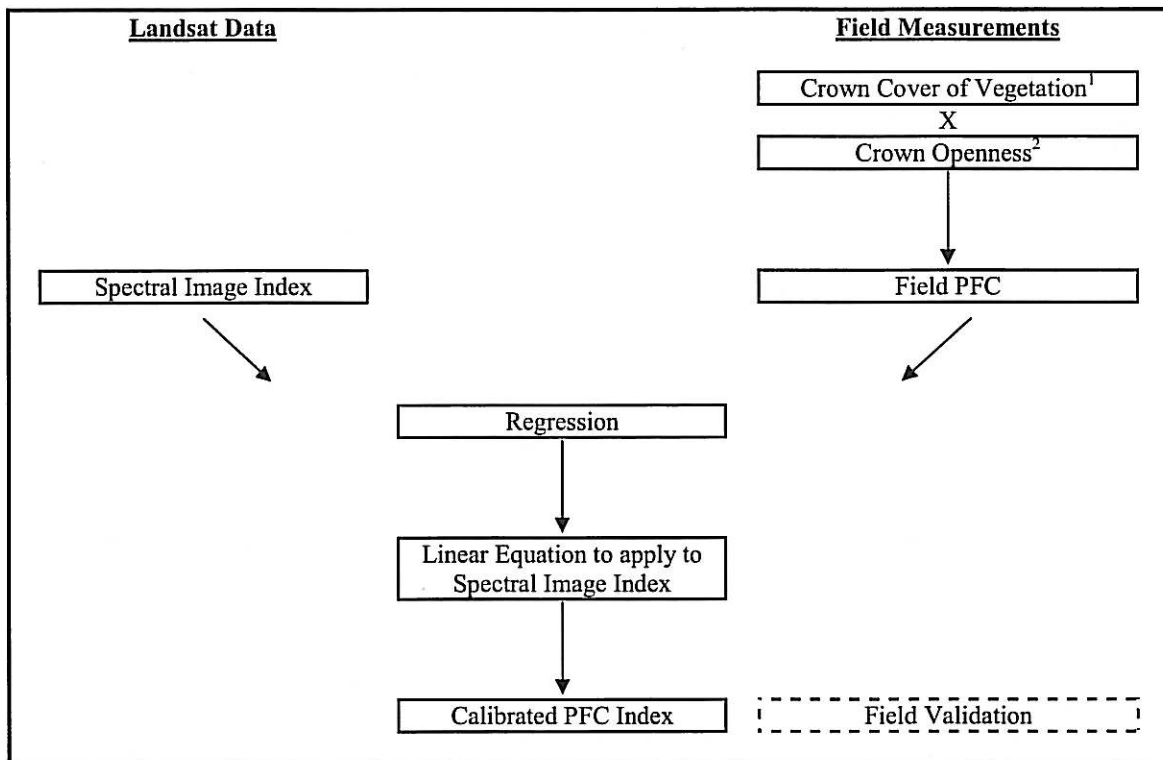 Landsat Data
Field Measurements
Crown Cover of Vegetation¹
X
Crown Openness²
Spectral Image Index
Field PFC
Regression
Linear Equation to apply to
Spectral Image Index
Calibrated PFC Index
Field Validation